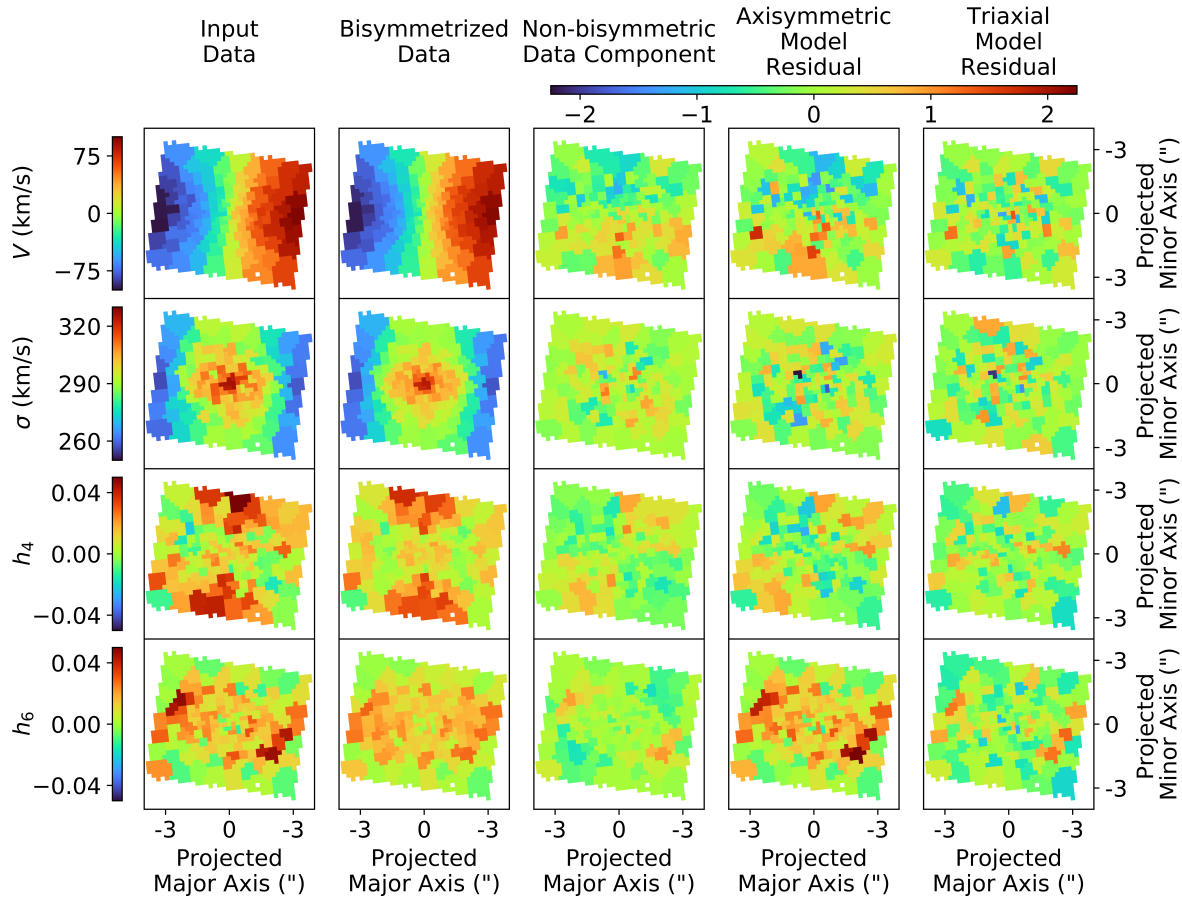 Input
Data
Bisymmetrized
Data
Non-bisymmetric
Data Component
Axisymmetric
Model
Residual
Triaxial
Model
Residual
−2 −1 0 1 2
V (km/s)
75
0
−75
-3
0
-3
Projected
Minor Axis (")
σ (km/s)
320
290
260
-3
0
-3
Projected
Minor Axis (")
h4
0.04
0.00
−0.04
-3
0
-3
Projected
Minor Axis (")
h6
0.04
0.00
−0.04
-3
0
-3
Projected
Minor Axis (")
-3 0 -3
Projected
Major Axis (")
-3 0 -3
Projected
Major Axis (")
-3 0 -3
Projected
Major Axis (")
-3 0 -3
Projected
Major Axis (")
-3 0 -3
Projected
Major Axis (")